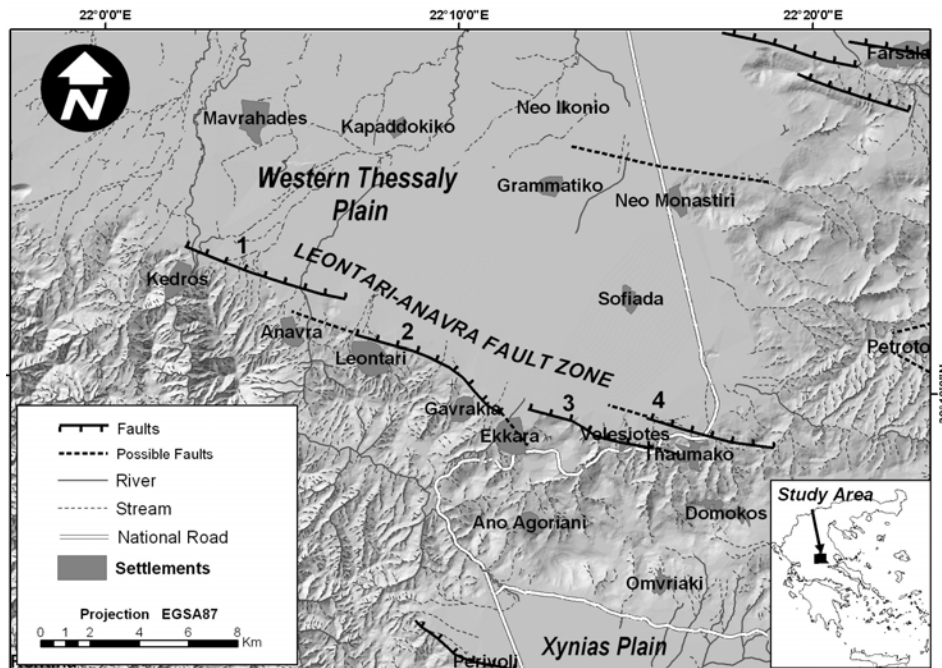 22°0'0"E
22°10'0"E
22°20'0"E
Farsala
N
Mavrahades
Kapaddokiko
Neo Ikonio
Western Thessaly
Plain
Grammatiko
Neo Monastiri
1
Kedros
LEONTARI-ANAVRA FAULT ZONE
Sofiada
Anavra
2
Leontari
Petroto
Gavrakia
3
4
Ekkara
Velesiotes
Thaumako
Faults
Possible Faults
River
Stream
National Road
Settlements
Projection EGSA87
0 1 2 4 6 8
Km
Ano Agoriani
Domokos
Omvriaki
Study Area
Xynias Plain
Perivoli